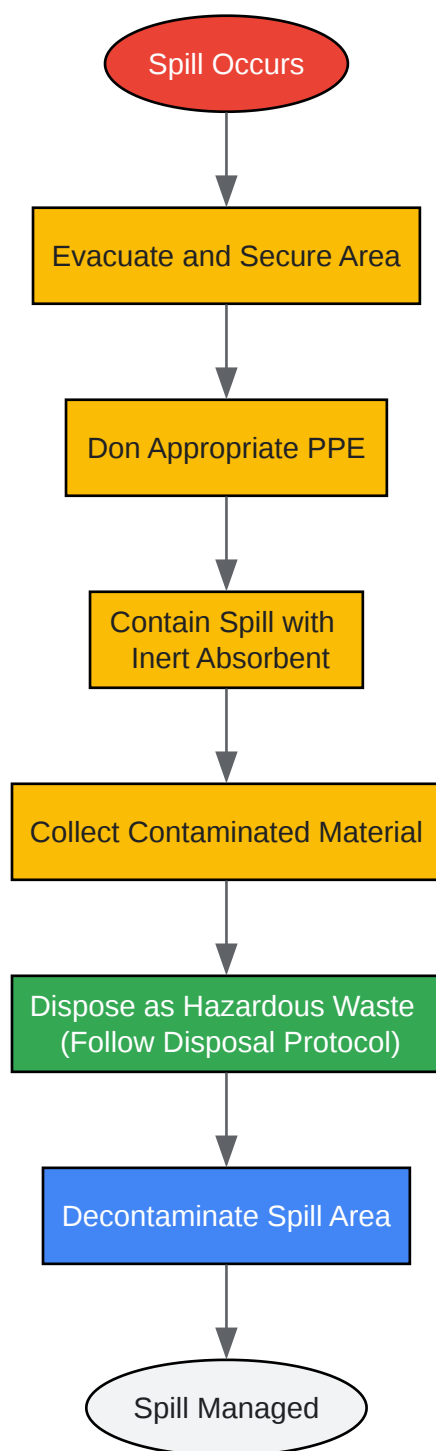 Spill Occurs
Evacuate and Secure Area
Don Appropriate PPE
Contain Spill with
Inert Absorbent
Collect Contaminated Material
Dispose as Hazardous Waste
(Follow Disposal Protocol)
Decontaminate Spill Area
Spill Managed